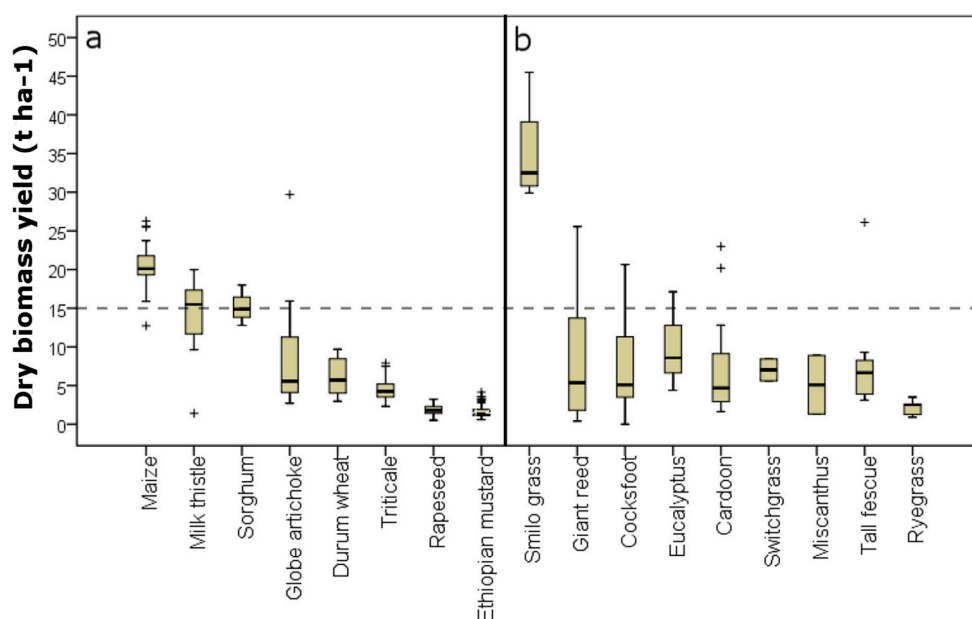 a
b
Dry biomass yield (t ha-1)
50
45
40
35
30
25
20
15
10
5
0
Maize
Milk thistle
Sorghum
Globe artichoke
Durum wheat
Triticale
Rapeseed
Ethiopian mustard
Smilo grass
Giant reed
Cocksfoot
Eucalyptus
Cardoon
Switchgrass
Miscanthus
Tall fescue
Ryegrass